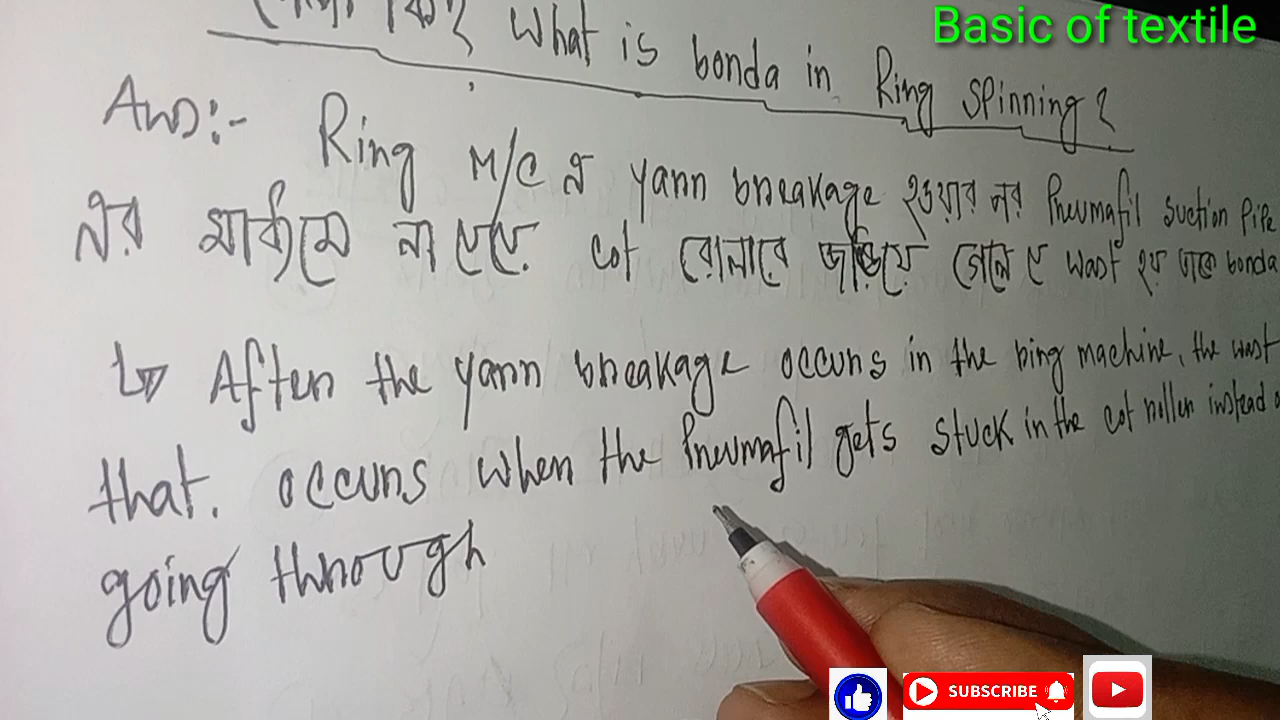 Basic of textile
কি? What is bonda in Ring spinning?
Ans:- Ring M/C এ yarn breakage হওয়ার পর Pneumafil suction pipe
এর মাধ্যমে না যেয়ে cot রোলারে জড়িয়ে গেলে যে wast হয় তাকে bonda
After the yarn breakage occurs in the ring machine, the wast
that. occurs when the Pneumafil gets stuck in the cot roller instead
going through
SUBSCRIBE